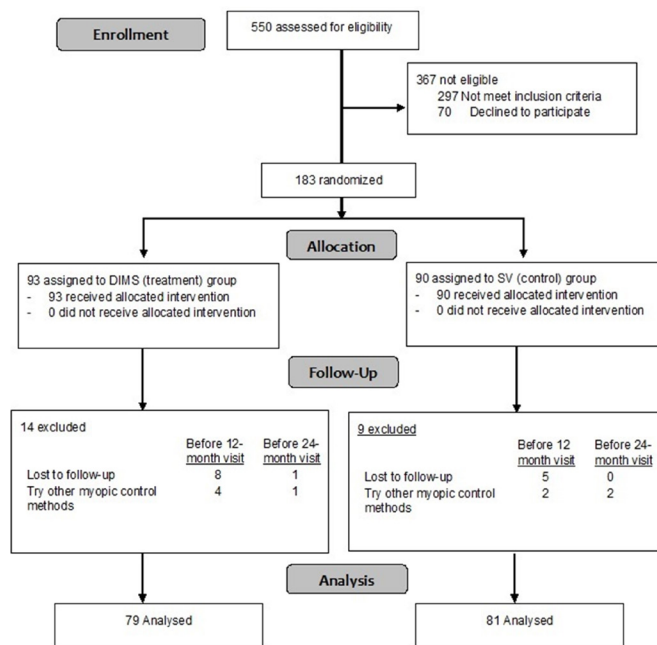 Enrollment
550 assessed for eligibility
367 not eligible
297 Not meet inclusion criteria
70 Declined to participate
183 randomized
Allocation
93 assigned to DIMS (treatment) group
- 93 received allocated intervention
- 0 did not receive allocated intervention
90 assigned to SV (control) group
- 90 received allocated intervention
- 0 did not receive allocated intervention
Follow-Up
14 excluded
Before 12- Before 24-
month visit month visit
Lost to follow-up 8 1
Try other myopic control 4 1
methods
9 excluded
Before 12 Before 24-
month visit month visit
Lost to follow-up 5 0
Try other myopic control 2 2
methods
Analysis
79 Analysed
81 Analysed